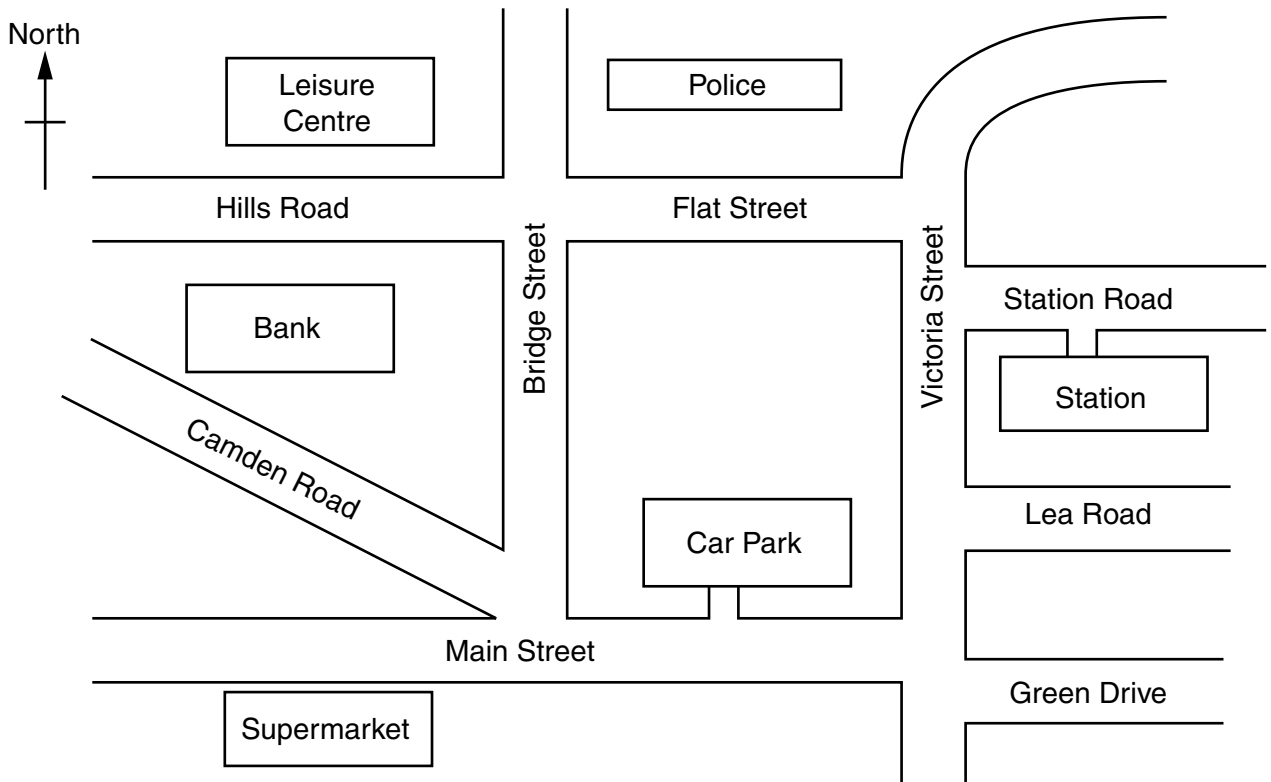 North
Leisure
Centre
Police
Hills Road
Flat Street
Bridge Street
Victoria Street
Station Road
Bank
Station
Camden Road
Lea Road
Car Park
Main Street
Green Drive
Supermarket